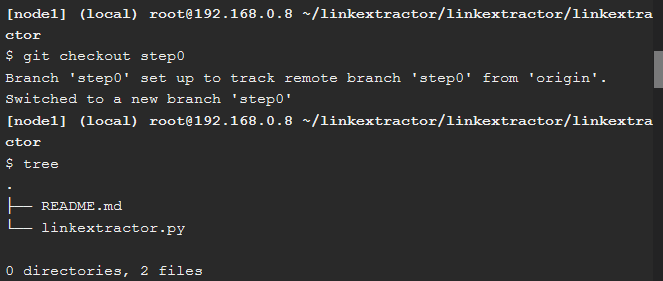 [node1] (local) root@192.168.0.8 ~/linkextractor/linkextractor/linkextra
ctor
$ git checkout step0
Branch 'step0' set up to track remote branch 'step0' from 'origin'.
Switched to a new branch 'step0'
[node1] (local) root@192.168.0.8 ~/linkextractor/linkextractor/linkextra
ctor
$ tree
.
├── README.md
└── linkextractor.py
0 directories, 2 files